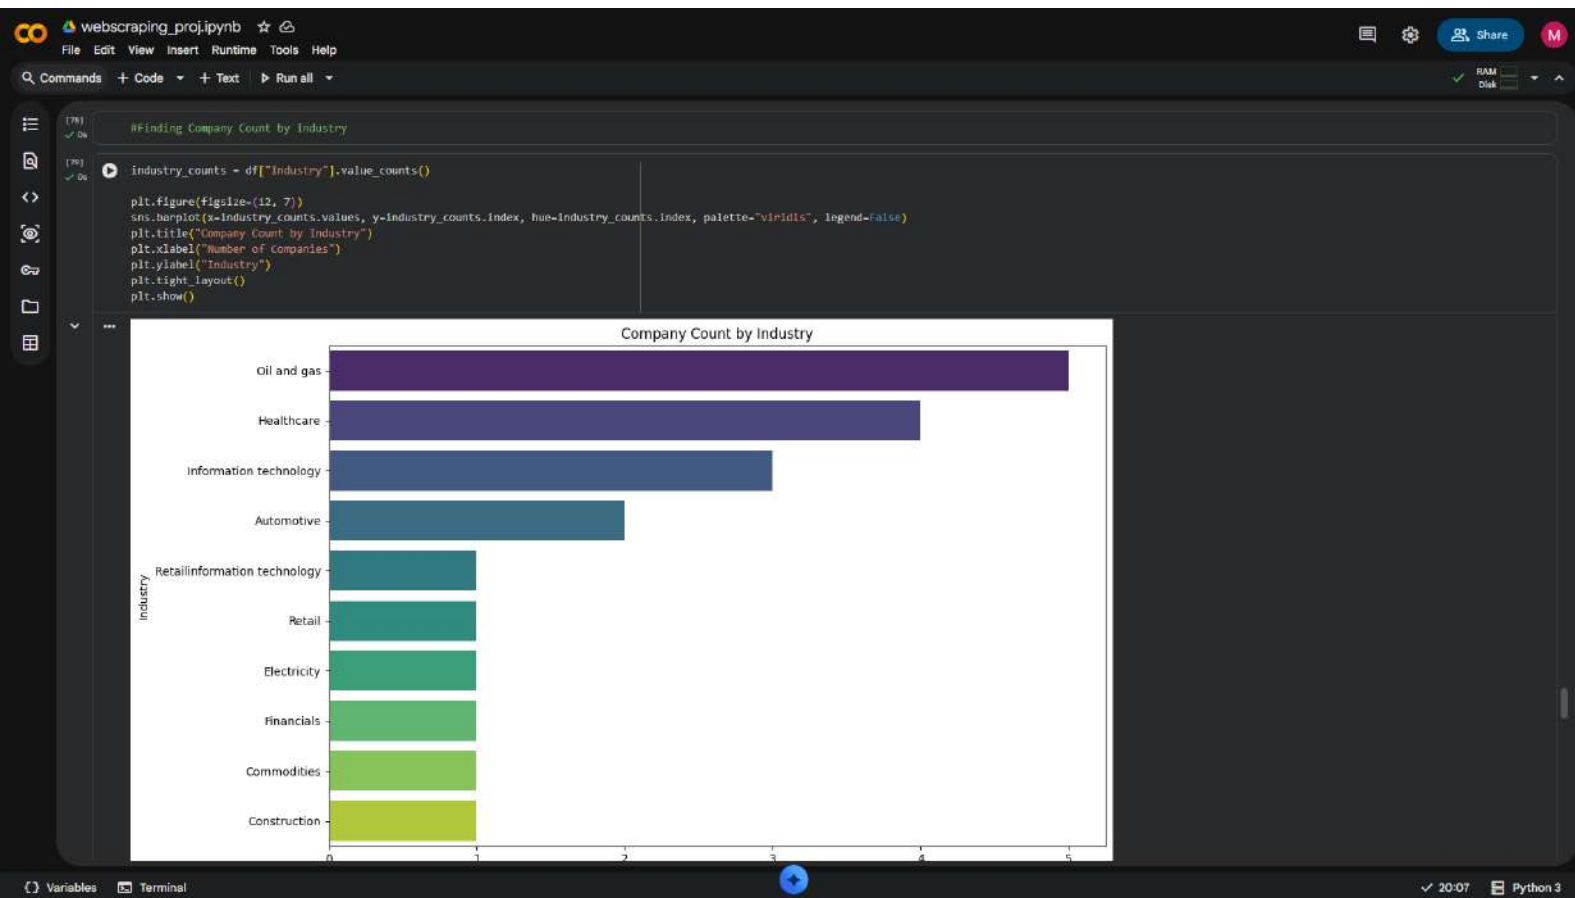 webscraping_proj.ipynb
File Edit View Insert Runtime Tools Help
Share
M
Commands + Code + Text Run all
RAM
Disk
[78]
0s
#Finding Company Count by Industry
[79]
0s
industry_counts = df["Industry"].value_counts()
plt.figure(figsize=(12, 7))
sns.barplot(x=industry_counts.values, y=industry_counts.index, hue=industry_counts.index, palette="viridis", legend=False)
plt.title("Company Count by Industry")
plt.xlabel("Number of Companies")
plt.ylabel("Industry")
plt.tight_layout()
plt.show()
Company Count by Industry
Oil and gas
Healthcare
Information technology
Automotive
Retailinformation technology
Industry
Retail
Electricity
Financials
Commodities
Construction
0 1 2 3 4 5
{} Variables Terminal
20:07 Python 3